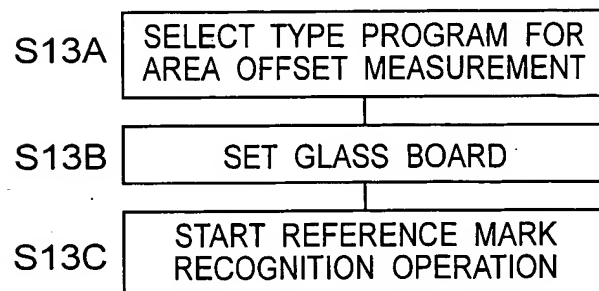 S13A SELECT TYPE PROGRAM FOR
AREA OFFSET MEASUREMENT
S13B SET GLASS BOARD
S13C START REFERENCE MARK
RECOGNITION OPERATION